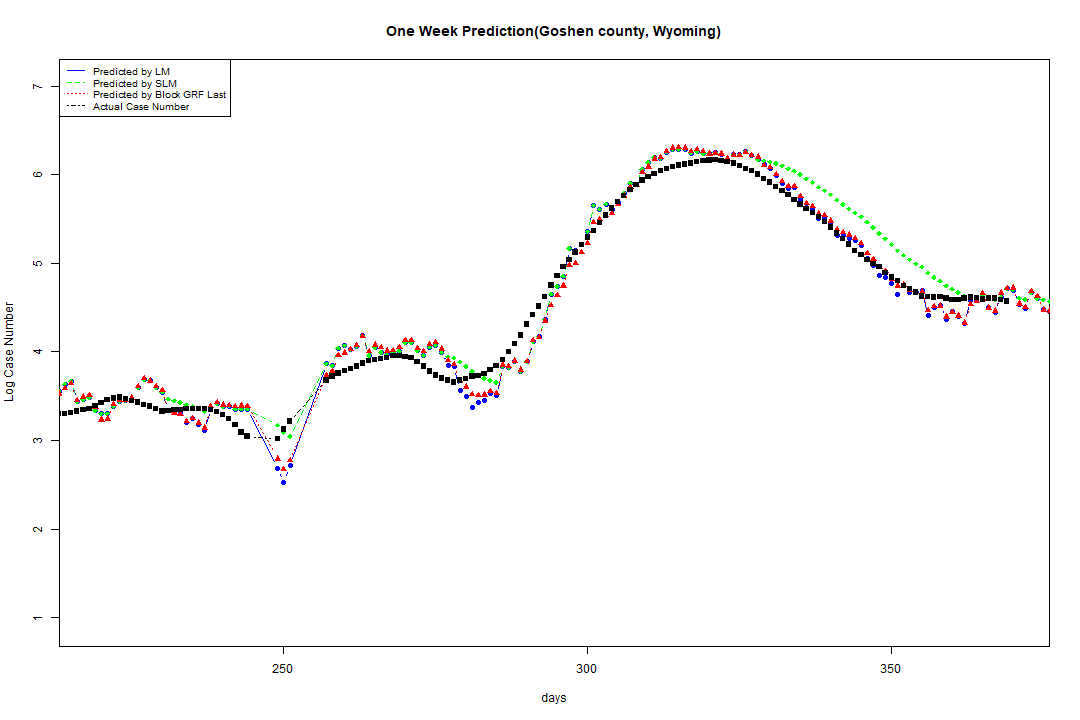 One Week Prediction(Goshen county, Wyoming)
Predicted by LM
Predicted by SLM
Predicted by Block GRF Last
Actual Case Number
7
6
5
4
3
2
1
Log Case Number
250
300
350
days